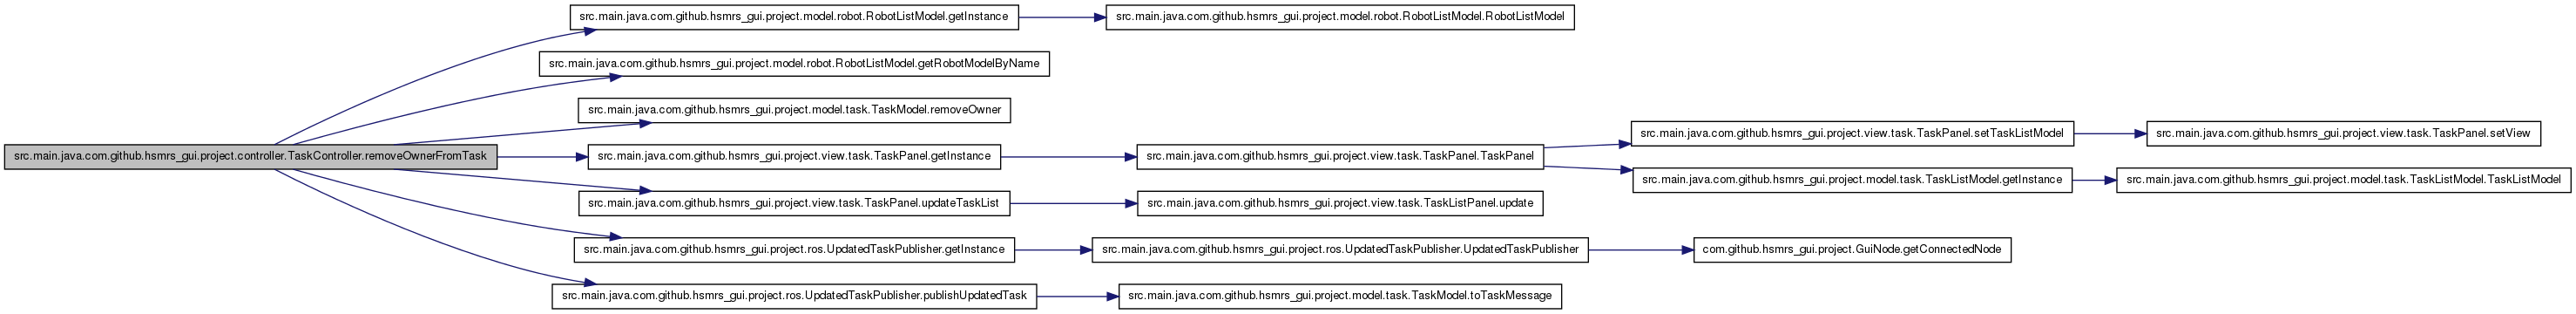 src.main.java.com.github.hsmrs_gui.project.model.robot.RobotListModel.getInstance
src.main.java.com.github.hsmrs_gui.project.model.robot.RobotListModel.RobotListModel
src.main.java.com.github.hsmrs_gui.project.model.robot.RobotListModel.getRobotModelByName
src.main.java.com.github.hsmrs_gui.project.model.task.TaskModel.removeOwner
src.main.java.com.github.hsmrs_gui.project.view.task.TaskPanel.setTaskListModel
src.main.java.com.github.hsmrs_gui.project.view.task.TaskPanel.setView
src.main.java.com.github.hsmrs_gui.project.controller.TaskController.removeOwnerFromTask
src.main.java.com.github.hsmrs_gui.project.view.task.TaskPanel.getInstance
src.main.java.com.github.hsmrs_gui.project.view.task.TaskPanel.TaskPanel
src.main.java.com.github.hsmrs_gui.project.model.task.TaskListModel.getInstance
src.main.java.com.github.hsmrs_gui.project.model.task.TaskListModel.TaskListModel
src.main.java.com.github.hsmrs_gui.project.view.task.TaskPanel.updateTaskList
src.main.java.com.github.hsmrs_gui.project.view.task.TaskListPanel.update
src.main.java.com.github.hsmrs_gui.project.ros.UpdatedTaskPublisher.getInstance
src.main.java.com.github.hsmrs_gui.project.ros.UpdatedTaskPublisher.UpdatedTaskPublisher
com.github.hsmrs_gui.project.GuiNode.getConnectedNode
src.main.java.com.github.hsmrs_gui.project.ros.UpdatedTaskPublisher.publishUpdatedTask
src.main.java.com.github.hsmrs_gui.project.model.task.TaskModel.toTaskMessage